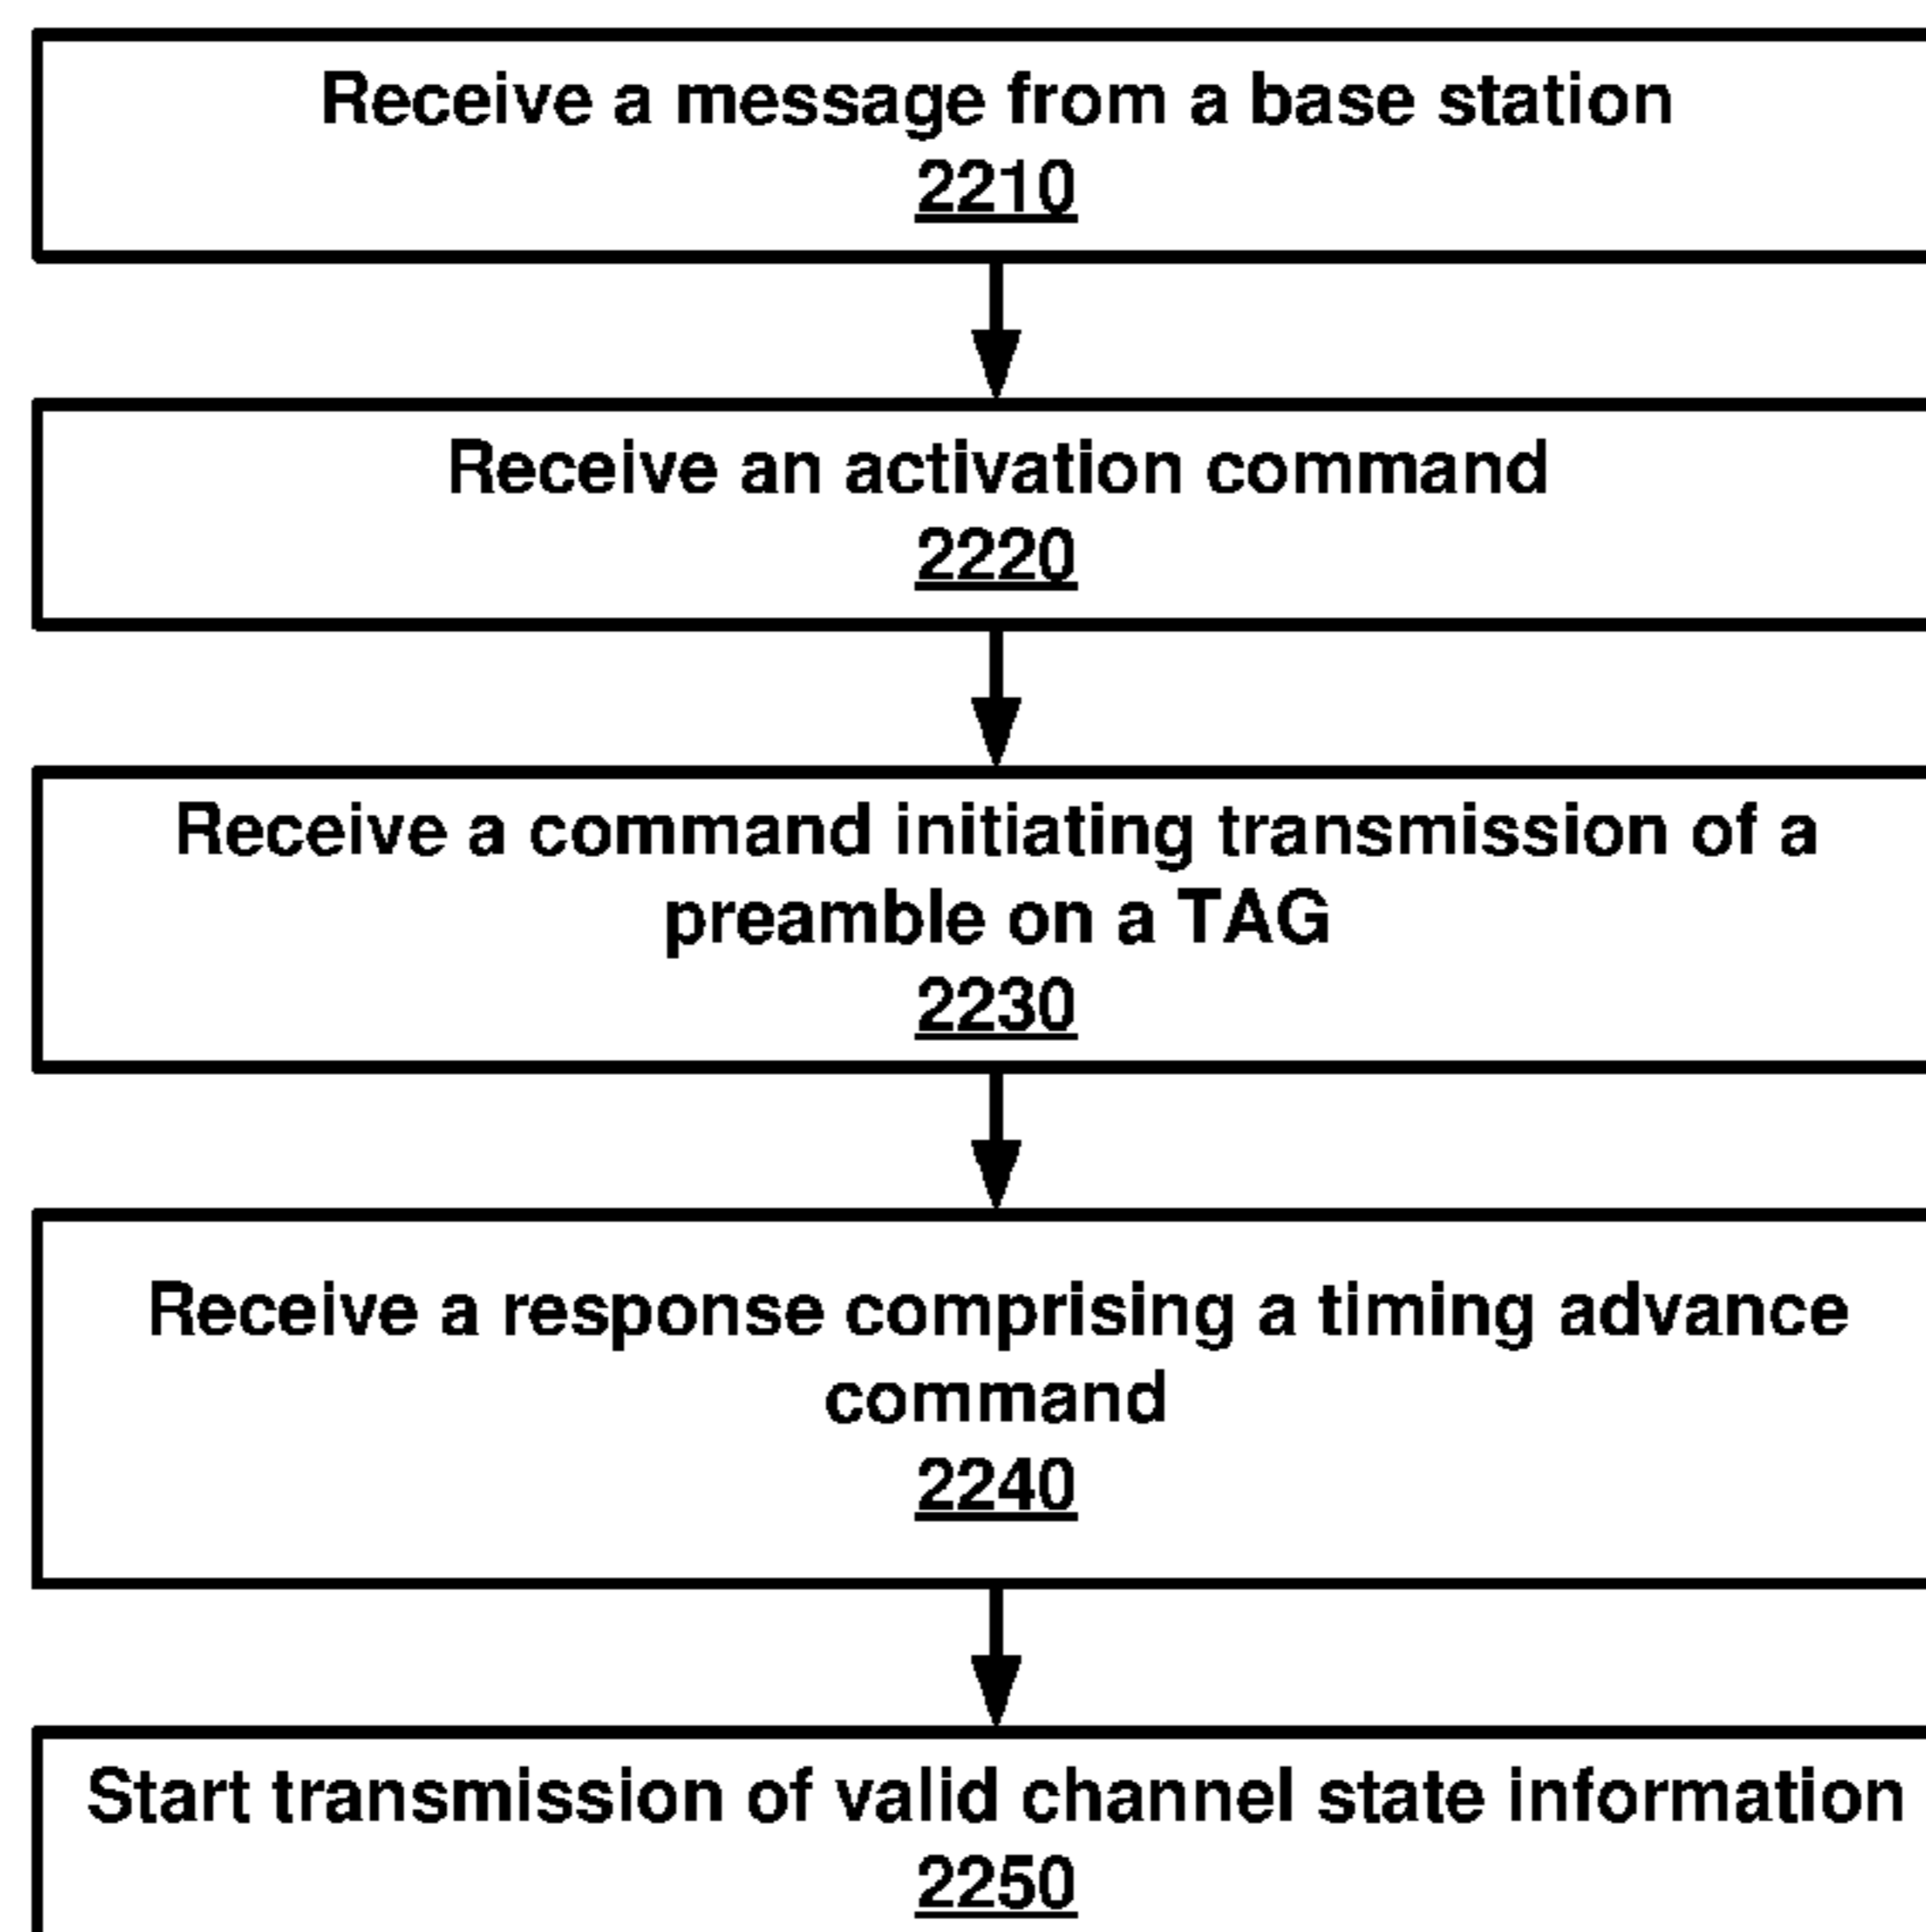 Receive a message from a base station
2210
Receive an activation command
2220
Receive a command initiating transmission of a
preamble on a TAG
2230
Receive a response comprising a timing advance
command
2240
Start transmission of valid channel state information
2250